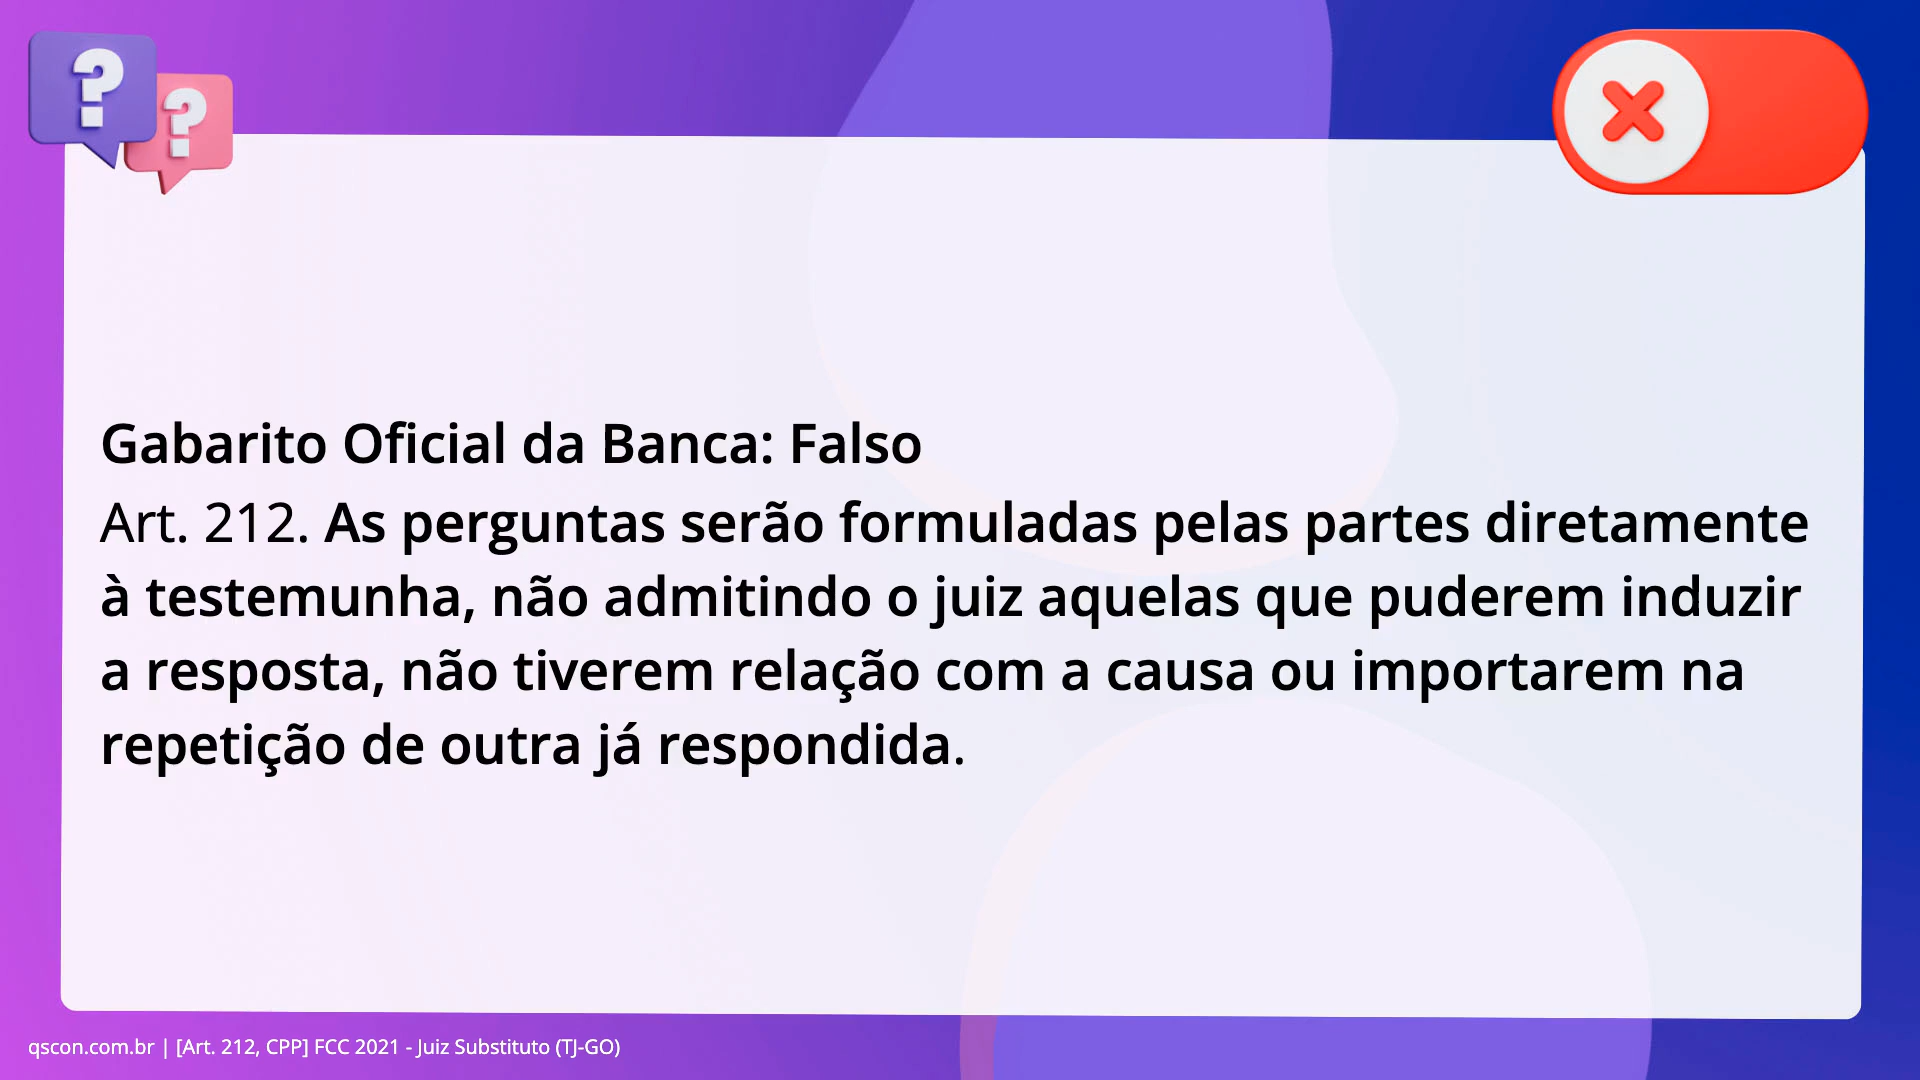 Gabarito Oficial da Banca: Falso
Art. 212. As perguntas serão formuladas pelas partes diretamente
à testemunha, não admitindo o juiz aquelas que puderem induzir
a resposta, não tiverem relação com a causa ou importarem na
repetição de outra já respondida.
qscon.com.br | [Art. 212, CPP] FCC 2021 - Juiz Substituto (TJ-GO)